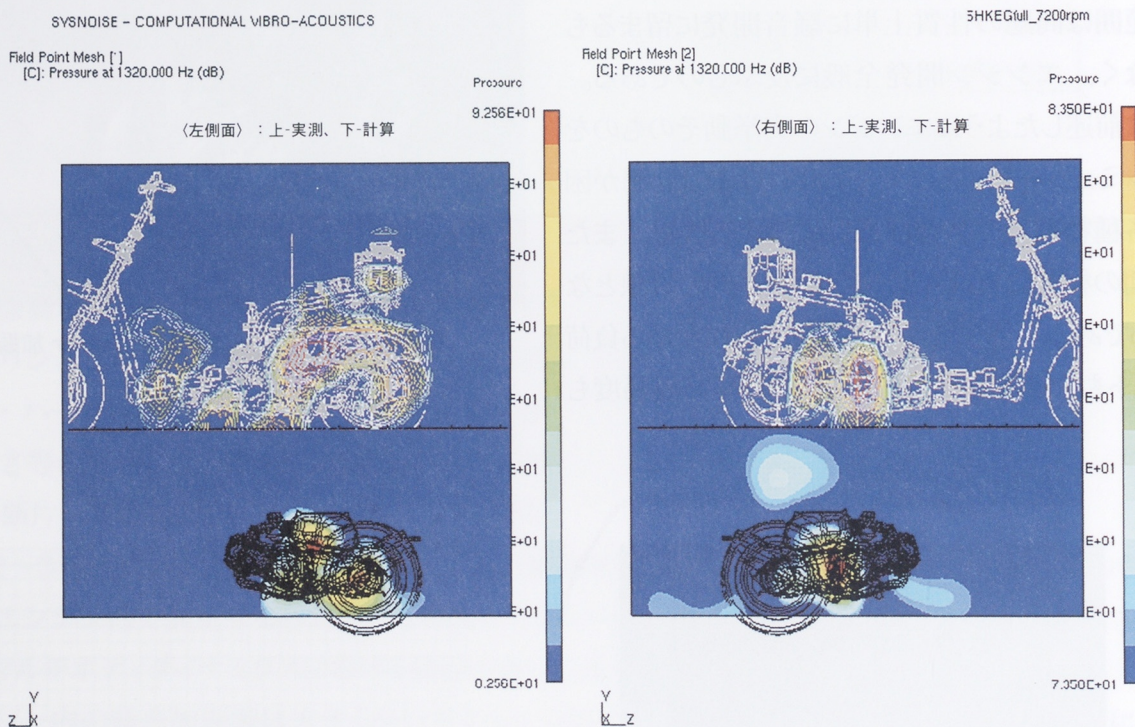 SYSNOISE - COMPUTATIONAL VIBRO-ACOUSTICS
5HKEGfull_7200rpm
Field Point Mesh [1]
[C]: Pressure at 1320.000 Hz (dB)
Pressure
9.256E+01
〈左側面〉：上-実測、下-計算
E+01
E+01
E+01
E+01
E+01
E+01
E+01
0.256E+01
Y
Z X
Field Point Mesh [2]
[C]: Pressure at 1320.000 Hz (dB)
Pressure
8.350E+01
〈右側面〉：上-実測、下-計算
E+01
E+01
E+01
E+01
E+01
E+01
E+01
7.350E+01
Y
X Z